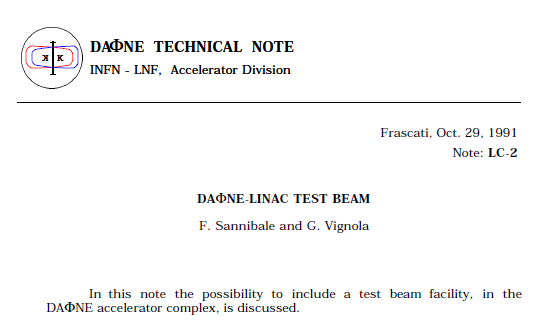 K K
DAΦNE TECHNICAL NOTE
INFN - LNF, Accelerator Division
Frascati, Oct. 29, 1991
Note: LC-2
DAΦNE-LINAC TEST BEAM
F. Sannibale and G. Vignola
In this note the possibility to include a test beam facility, in the
DAΦNE accelerator complex, is discussed.